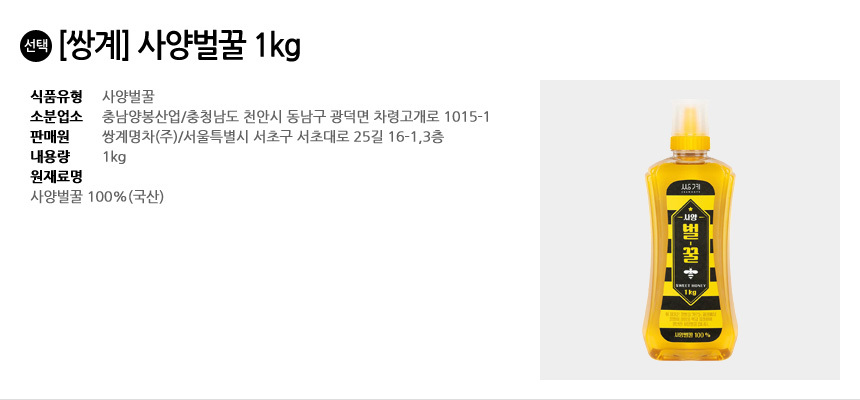 선택 [쌍계] 사양벌꿀 1kg
식품유형 사양벌꿀
소분업소 충남양봉산업/충청남도 천안시 동남구 광덕면 차령고개로 1015-1
판매원 쌍계명차(주)/서울특별시 서초구 서초대로 25길 16-1,3층
내용량 1kg
원재료명
사양벌꿀 100%(국산)
쌍계
사양
벌
꿀
SWEET HONEY
1kg
사양벌꿀 100%